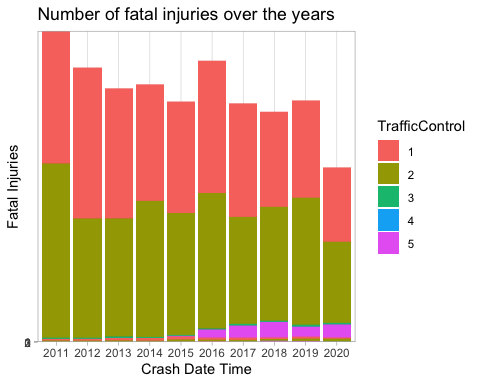 Number of fatal injuries over the years
Fatal Injuries
2011 2012 2013 2014 2015 2016 2017 2018 2019 2020
Crash Date Time
TrafficControl
1
2
3
4
5